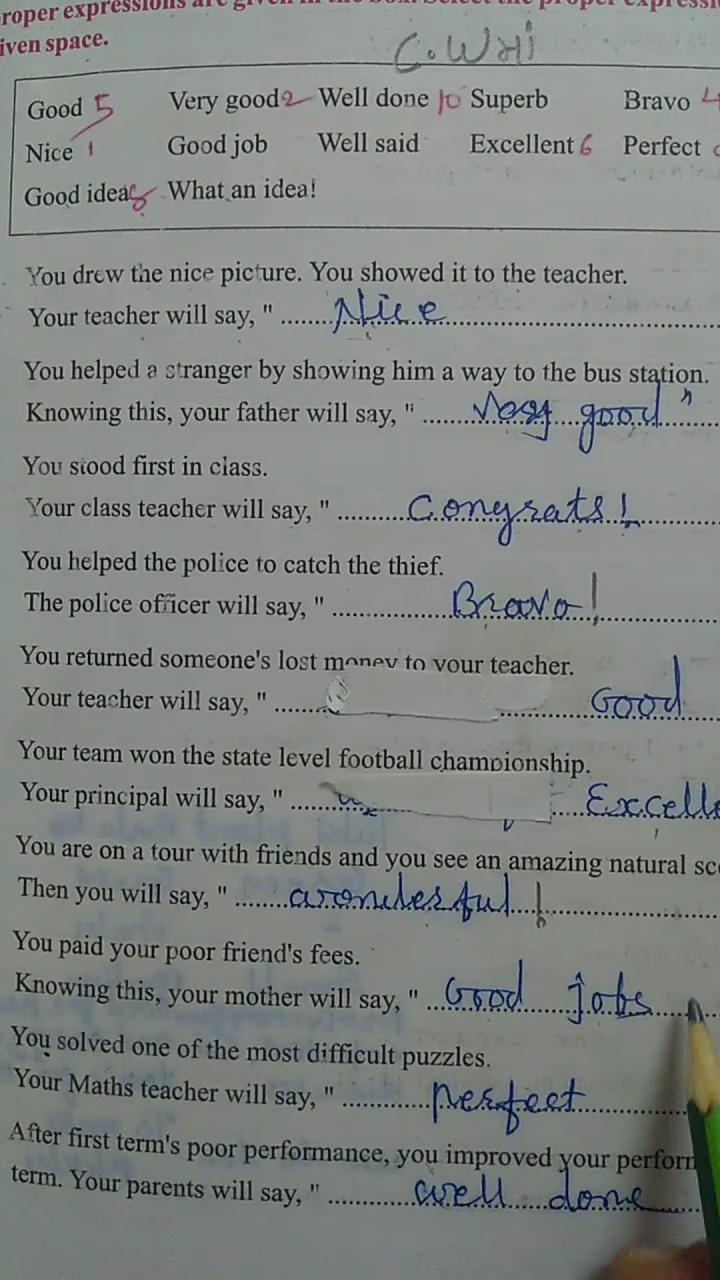 roper expressions are given in the box. Select the proper expressi
iven space.
C.W માં
Good 5 Very good 2 Well done 10 Superb Bravo 4
Nice 1 Good job Well said Excellent 6 Perfect
Good idea 8 What an idea!
You drew the nice picture. You showed it to the teacher.
Your teacher will say, " ....... Nice
You helped a stranger by showing him a way to the bus station.
Knowing this, your father will say, " ....... Very good "
You stood first in class.
Your class teacher will say, " .......... Congrats!
You helped the police to catch the thief.
The police officer will say, " .................. Bravo!
You returned someone's lost money to your teacher.
Your teacher will say, " ....... Good
Your team won the state level football championship.
Your principal will say, " ....... Excelle
You are on a tour with friends and you see an amazing natural sce
Then you will say, " ........ wonderful !
You paid your poor friend's fees.
Knowing this, your mother will say, " ... Good jobs
You solved one of the most difficult puzzles.
Your Maths teacher will say, " ............. perfect
After first term's poor performance, you improved your perform
term. Your parents will say, " ............. well done